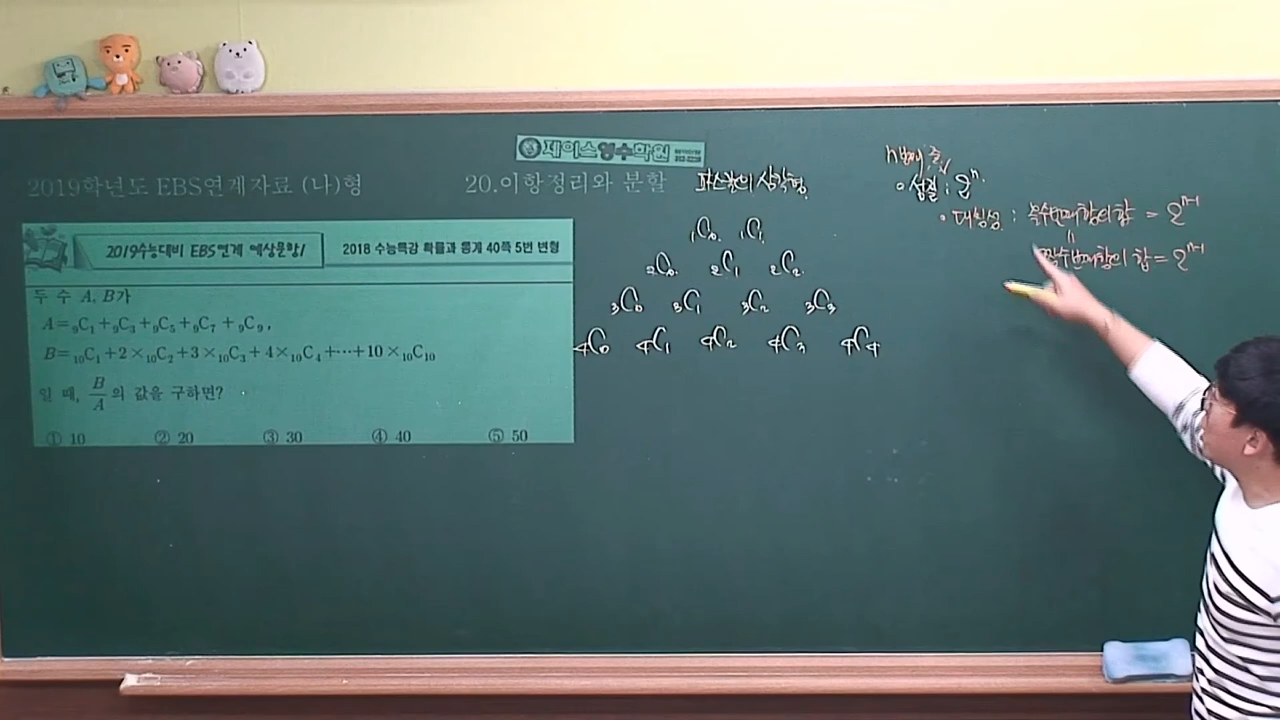 제이스영수학원
2019학년도 EBS연계자료 (나)형
20.이항정리와 분할
파스칼의 삼각형
2019수능대비 EBS연계 예상문항1
2018 수능특강 확률과 통계 40쪽 5번 변형
두 수 A, B가
A=₉C₁+₉C₃+₉C₅+₉C₇+₉C₉,
B=₁₀C₁+2×₁₀C₂+3×₁₀C₃+4×₁₀C₄+⋯+10×₁₀C₁₀
일 때, B/A의 값을 구하면?
① 10 ② 20 ③ 30 ④ 40 ⑤ 50
₁C₀ ₁C₁
₂C₀ ₂C₁ ₂C₂
₃C₀ ₃C₁ ₃C₂ ₃C₃
₄C₀ ₄C₁ ₄C₂ ₄C₃ ₄C₄
n번째 줄
∘성질 : 2ⁿ.
∘대칭성 : 홀수번째항의 합 = 2ⁿ⁻¹
=
짝수번째항의 합 = 2ⁿ⁻¹